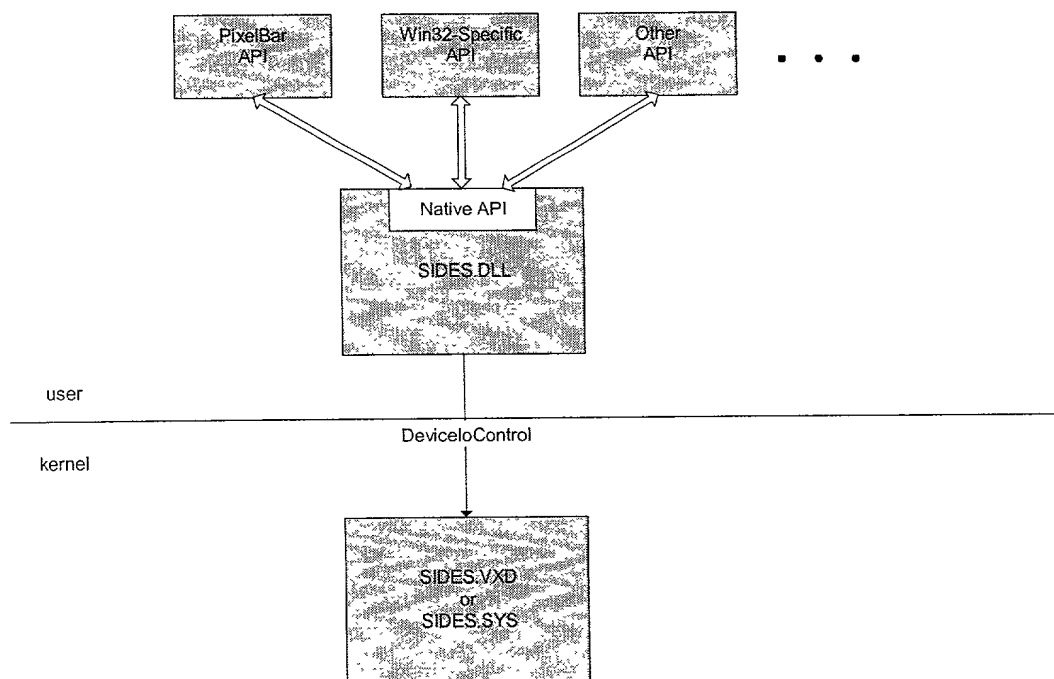 PixelBar
API
Win32-Specific
API
Other
API
Native API
SIDES.DLL
user
DeviceIoControl
kernel
SIDES.VXD
or
SIDES.SYS